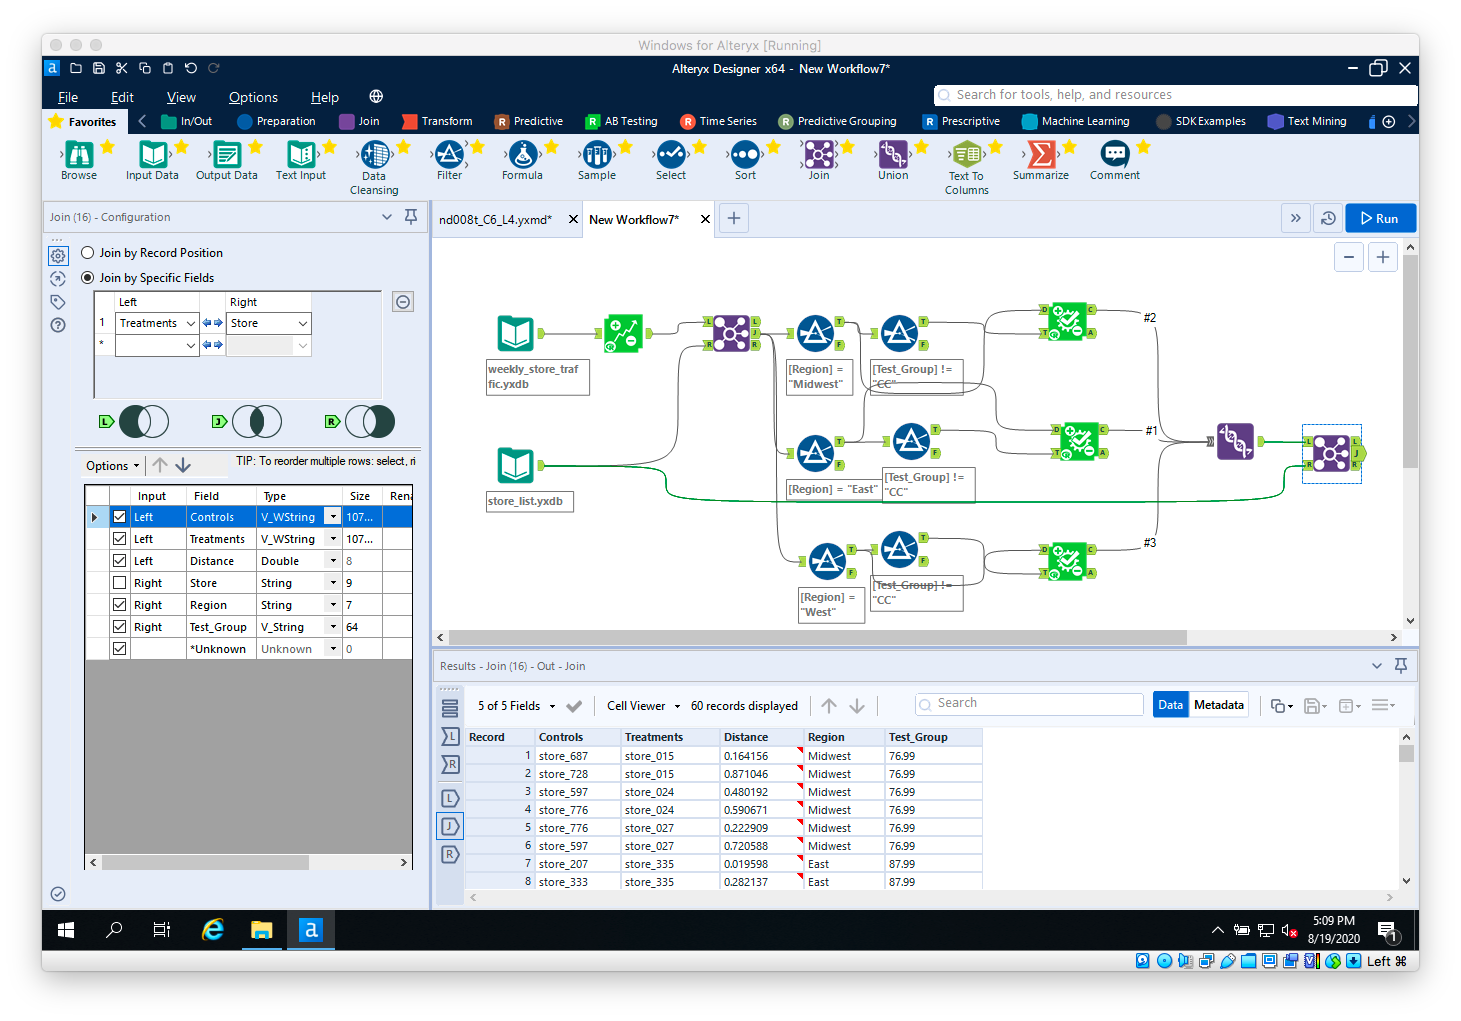 Windows for Alteryx [Running]
Alteryx Designer x64 - New Workflow7*
File Edit View Options Help
Search for tools, help, and resources
Favorites In/Out Preparation Join Transform Predictive AB Testing Time Series Predictive Grouping Prescriptive Machine Learning SDKExamples Text Mining
Browse Input Data Output Data Text Input Data Cleansing Filter Formula Sample Select Sort Join Union Text To Columns Summarize Comment
Join (16) - Configuration
nd008t_C6_L4.yxmd* New Workflow7*
Run
Join by Record Position
Join by Specific Fields
Left Right
1 Treatments Store
*
L J R
Options TIP: To reorder multiple rows: select, ri
Input Field Type Size Rena
Left Controls V_WString 107...
Left Treatments V_WString 107...
Left Distance Double 8
Right Store String 9
Right Region String 7
Right Test_Group V_String 64
*Unknown Unknown 0
weekly_store_traf
fic.yxdb
store_list.yxdb
[Region] =
"Midwest"
[Test_Group] !=
"CC"
#2
[Region] = "East"
[Test_Group] !=
"CC"
#1
[Region] =
"West"
[Test_Group] !=
"CC"
#3
Results - Join (16) - Out - Join
5 of 5 Fields Cell Viewer 60 records displayed Search Data Metadata
Record Controls Treatments Distance Region Test_Group
1 store_687 store_015 0.164156 Midwest 76.99
2 store_728 store_015 0.871046 Midwest 76.99
3 store_597 store_024 0.480192 Midwest 76.99
4 store_776 store_024 0.590671 Midwest 76.99
5 store_776 store_027 0.222909 Midwest 76.99
6 store_597 store_027 0.720588 Midwest 76.99
7 store_207 store_335 0.019598 East 87.99
8 store_333 store_335 0.282137 East 87.99
5:09 PM
8/19/2020
1
Left ⌘